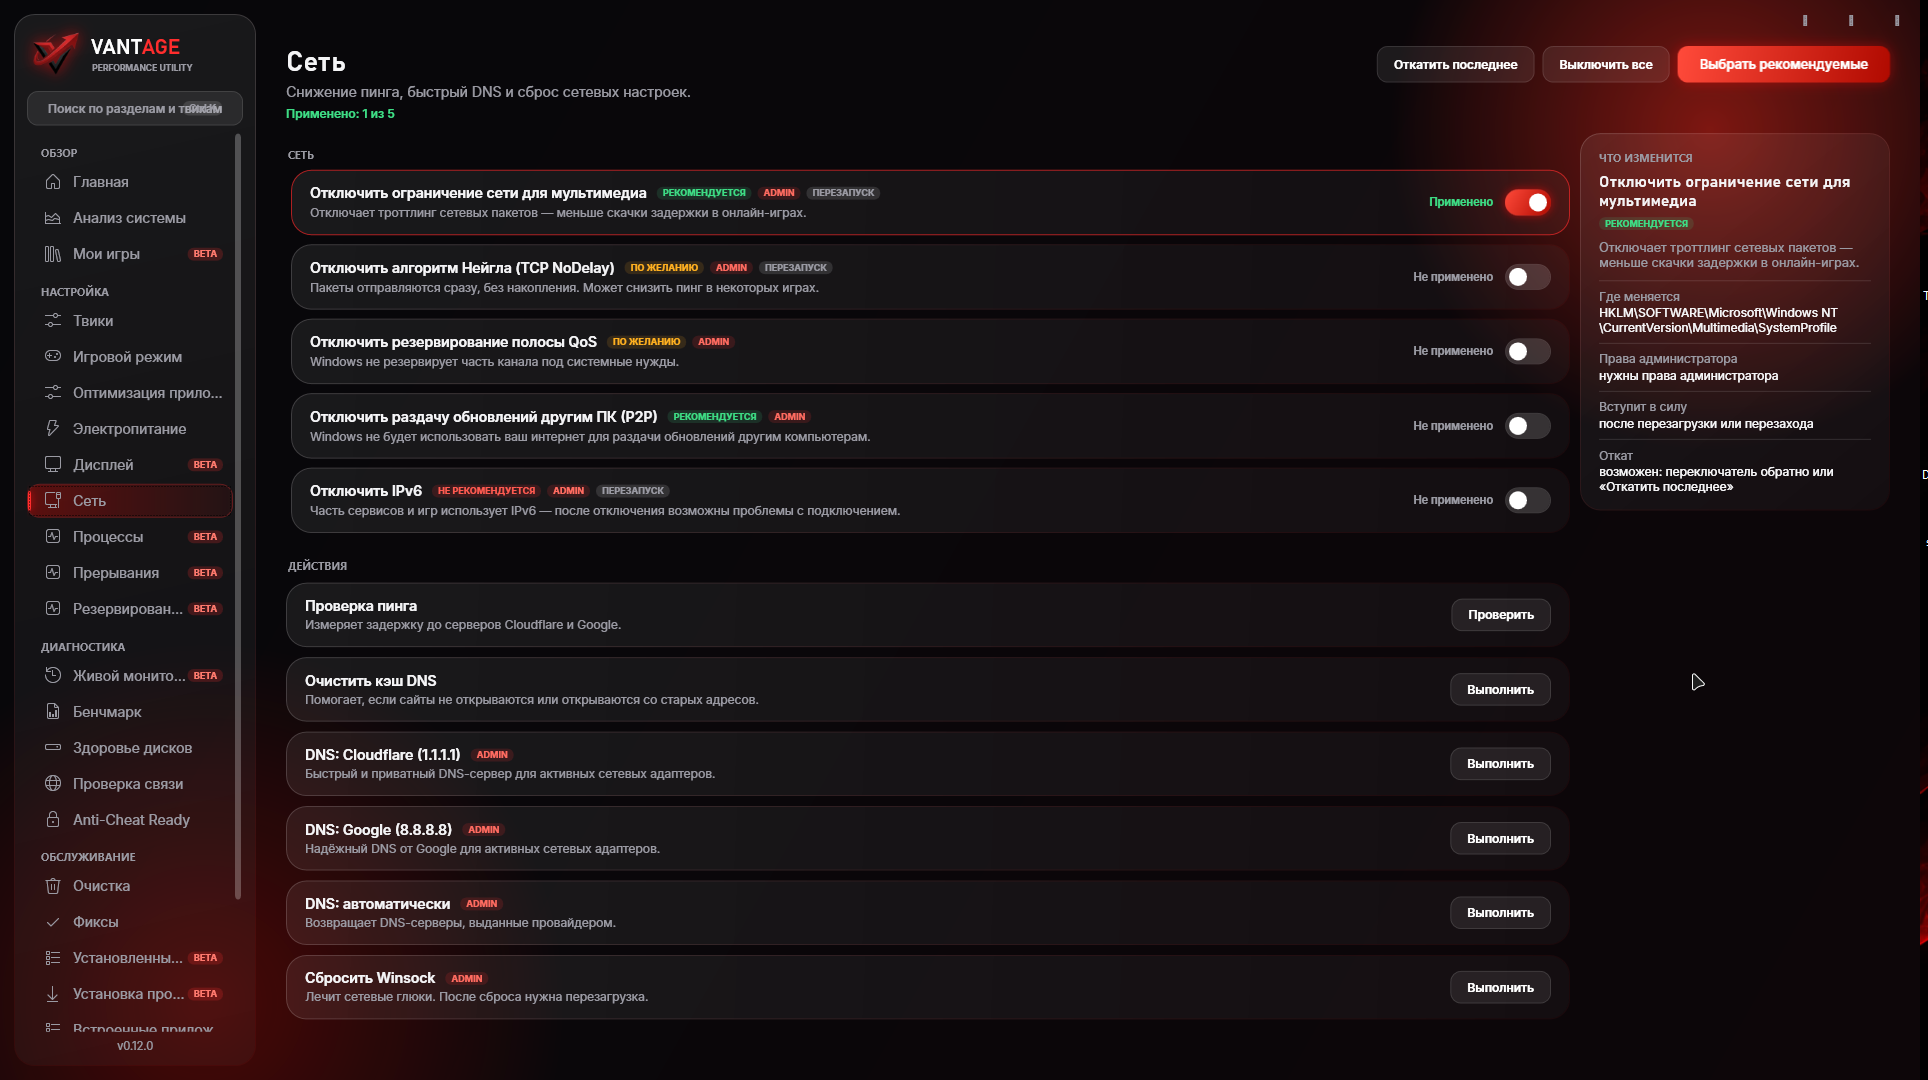 VANTAGE
PERFORMANCE UTILITY
Поиск по разделам и твикам
ОБЗОР
Главная
Анализ системы
Мои игры BETA
НАСТРОЙКА
Твики
Игровой режим
Оптимизация прило...
Электропитание
Дисплей BETA
Сеть
Процессы BETA
Прерывания BETA
Резервирован... BETA
ДИАГНОСТИКА
Живой монито... BETA
Бенчмарк
Здоровье дисков
Проверка связи
Anti-Cheat Ready
ОБСЛУЖИВАНИЕ
Очистка
Фиксы
Установленны... BETA
Установка про... BETA
Встроенные прилож
v0.12.0
Сеть
Снижение пинга, быстрый DNS и сброс сетевых настроек.
Применено: 1 из 5
Откатить последнее
Выключить все
Выбрать рекомендуемые
СЕТЬ
Отключить ограничение сети для мультимедиа РЕКОМЕНДУЕТСЯ ADMIN ПЕРЕЗАПУСК
Отключает троттлинг сетевых пакетов — меньше скачки задержки в онлайн-играх.
Применено
Отключить алгоритм Нейгла (TCP NoDelay) ПО ЖЕЛАНИЮ ADMIN ПЕРЕЗАПУСК
Пакеты отправляются сразу, без накопления. Может снизить пинг в некоторых играх.
Не применено
Отключить резервирование полосы QoS ПО ЖЕЛАНИЮ ADMIN
Windows не резервирует часть канала под системные нужды.
Не применено
Отключить раздачу обновлений другим ПК (P2P) РЕКОМЕНДУЕТСЯ ADMIN
Windows не будет использовать ваш интернет для раздачи обновлений другим компьютерам.
Не применено
Отключить IPv6 НЕ РЕКОМЕНДУЕТСЯ ADMIN ПЕРЕЗАПУСК
Часть сервисов и игр использует IPv6 — после отключения возможны проблемы с подключением.
Не применено
ДЕЙСТВИЯ
Проверка пинга
Измеряет задержку до серверов Cloudflare и Google.
Проверить
Очистить кэш DNS
Помогает, если сайты не открываются или открываются со старых адресов.
Выполнить
DNS: Cloudflare (1.1.1.1) ADMIN
Быстрый и приватный DNS-сервер для активных сетевых адаптеров.
Выполнить
DNS: Google (8.8.8.8) ADMIN
Надёжный DNS от Google для активных сетевых адаптеров.
Выполнить
DNS: автоматически ADMIN
Возвращает DNS-серверы, выданные провайдером.
Выполнить
Сбросить Winsock ADMIN
Лечит сетевые глюки. После сброса нужна перезагрузка.
Выполнить
ЧТО ИЗМЕНИТСЯ
Отключить ограничение сети для
мультимедиа
РЕКОМЕНДУЕТСЯ
Отключает троттлинг сетевых пакетов —
меньше скачки задержки в онлайн-играх.
Где меняется
HKLM\SOFTWARE\Microsoft\Windows NT
\CurrentVersion\Multimedia\SystemProfile
Права администратора
нужны права администратора
Вступит в силу
после перезагрузки или перезахода
Откат
возможен: переключатель обратно или
«Откатить последнее»